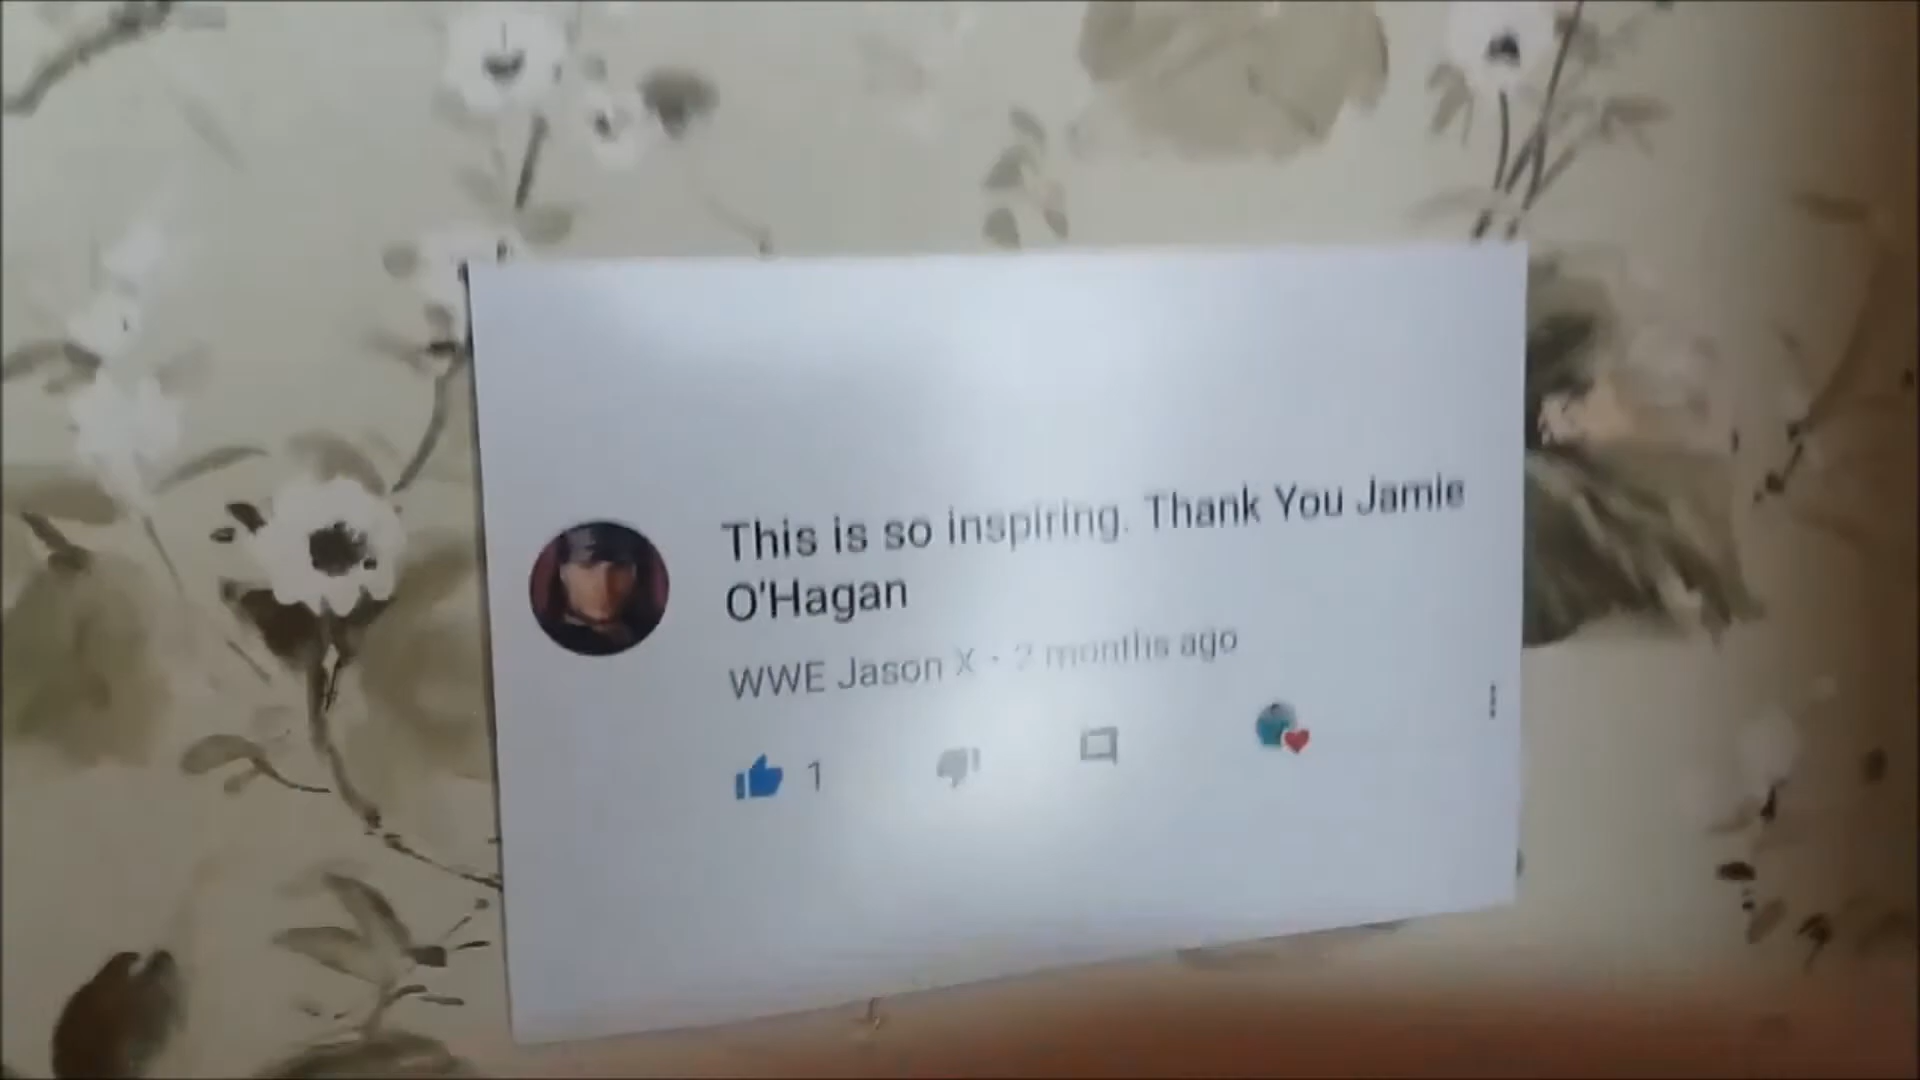 This is so inspiring. Thank You Jamie
O'Hagan
WWE Jason X · 2 months ago
1